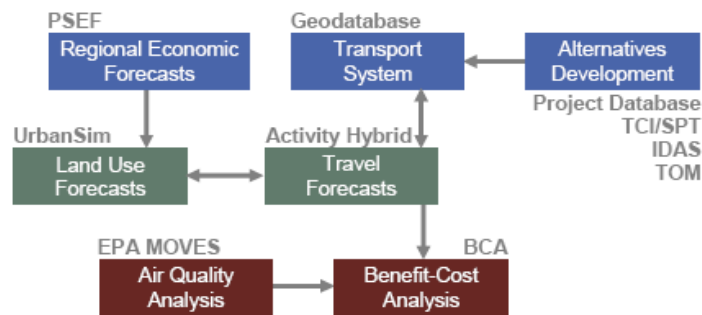 PSEF
Regional Economic
Forecasts
Geodatabase
Transport
System
Alternatives
Development
Project Database
TCI/SPT
IDAS
TOM
UrbanSim
Land Use
Forecasts
Activity Hybrid
Travel
Forecasts
EPA MOVES
Air Quality
Analysis
BCA
Benefit-Cost
Analysis